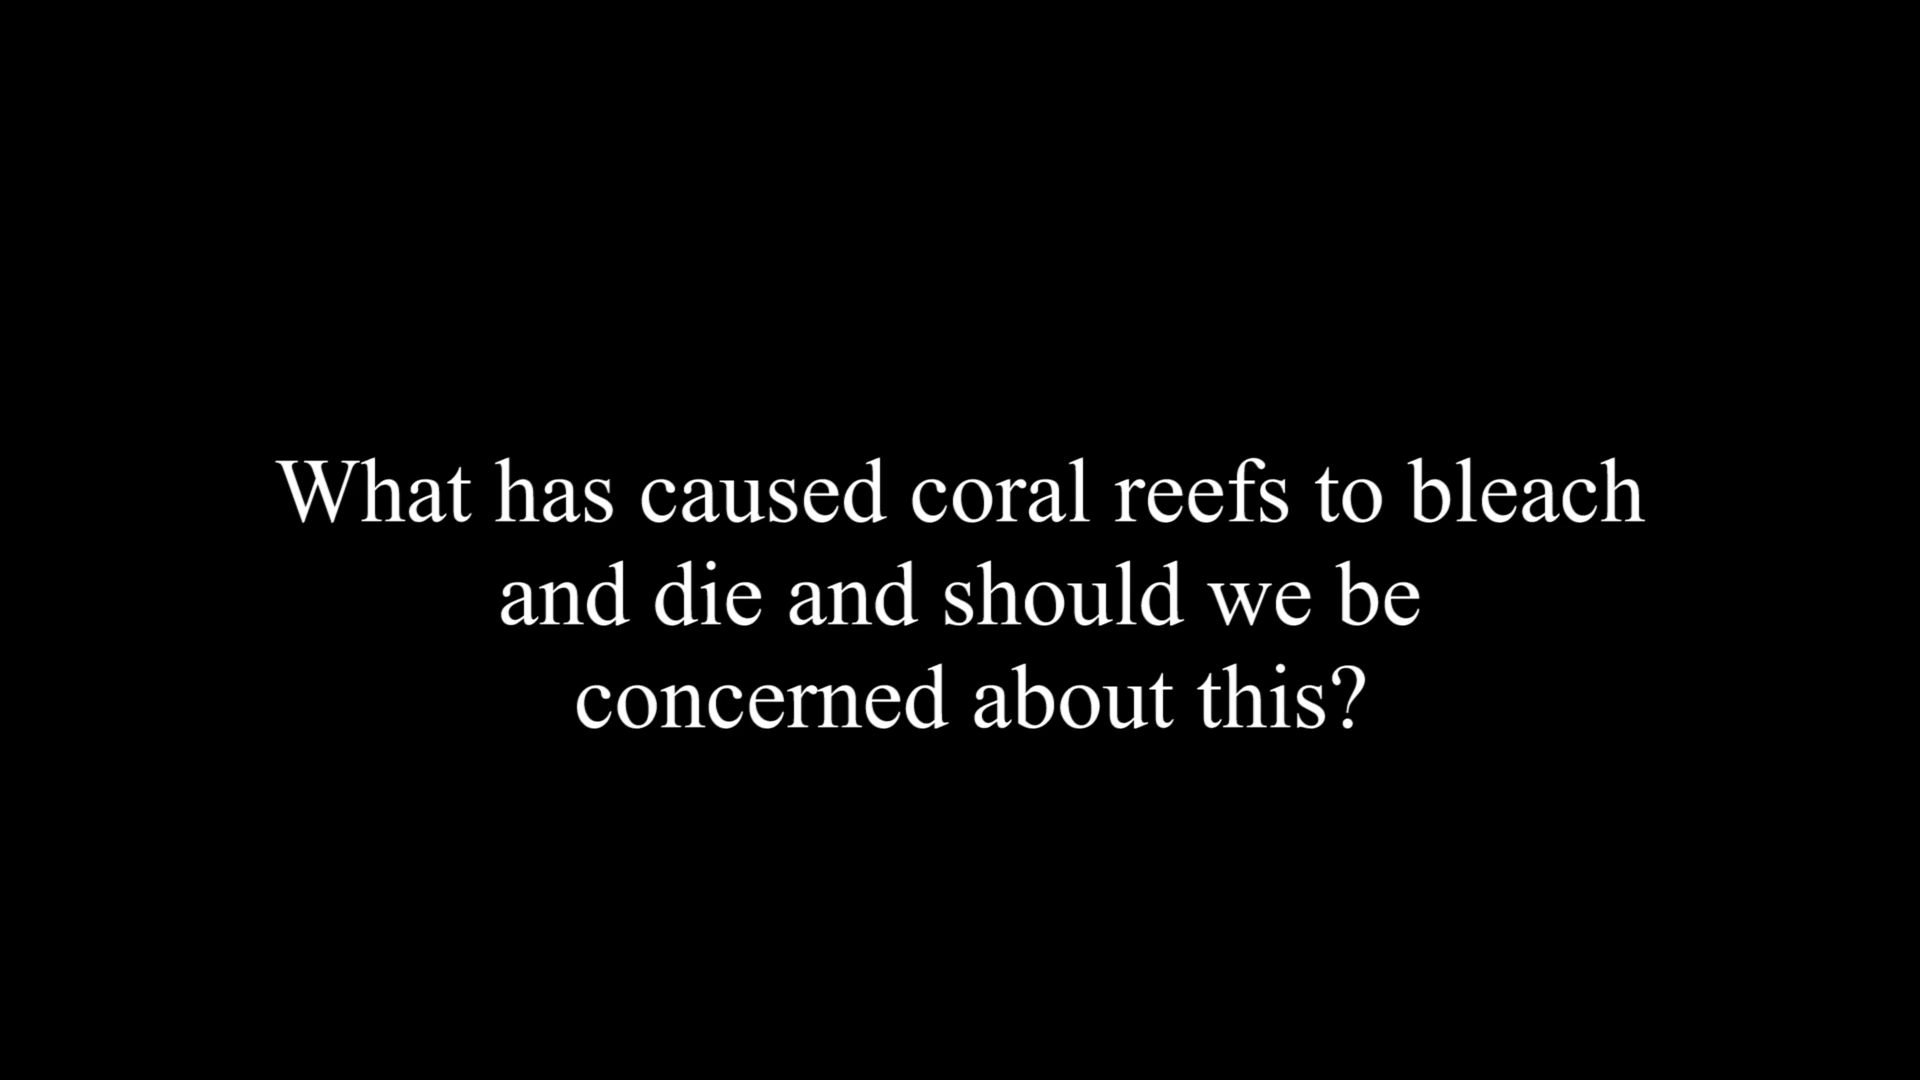 What has caused coral reefs to bleach
and die and should we be
concerned about this?